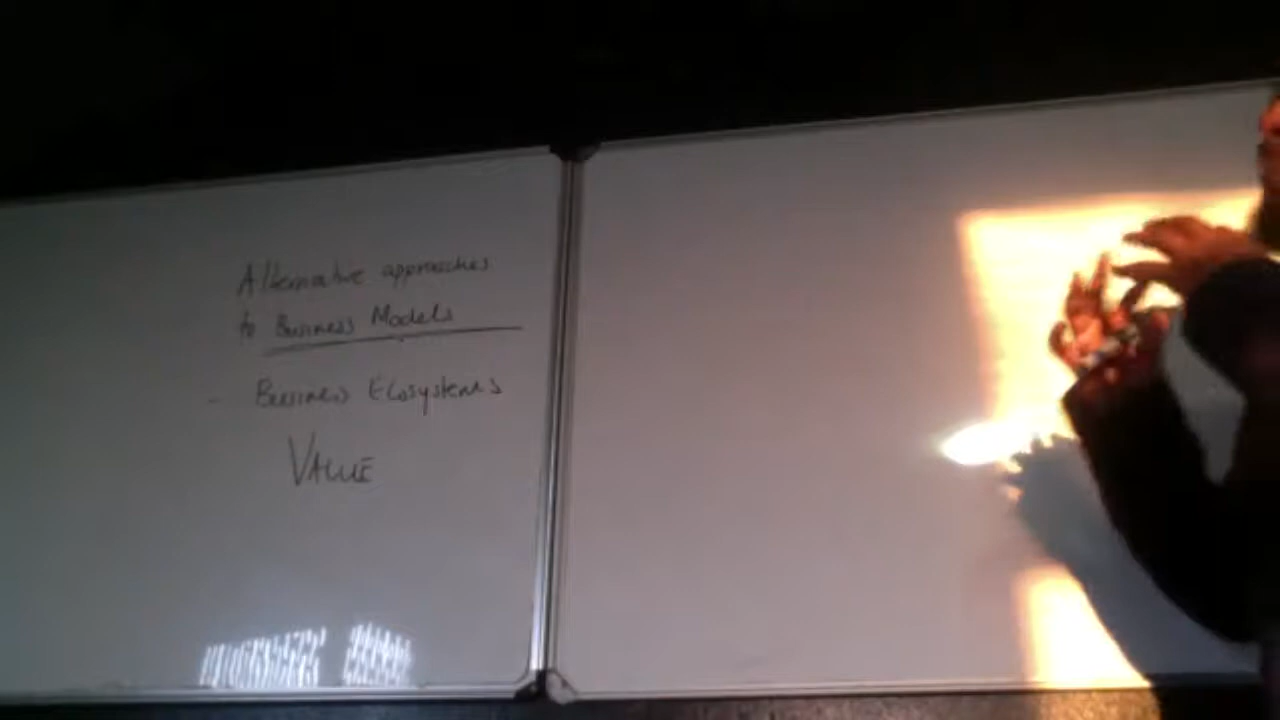 Alternative approaches
to Business Models
- Business Ecosystems
VALUE